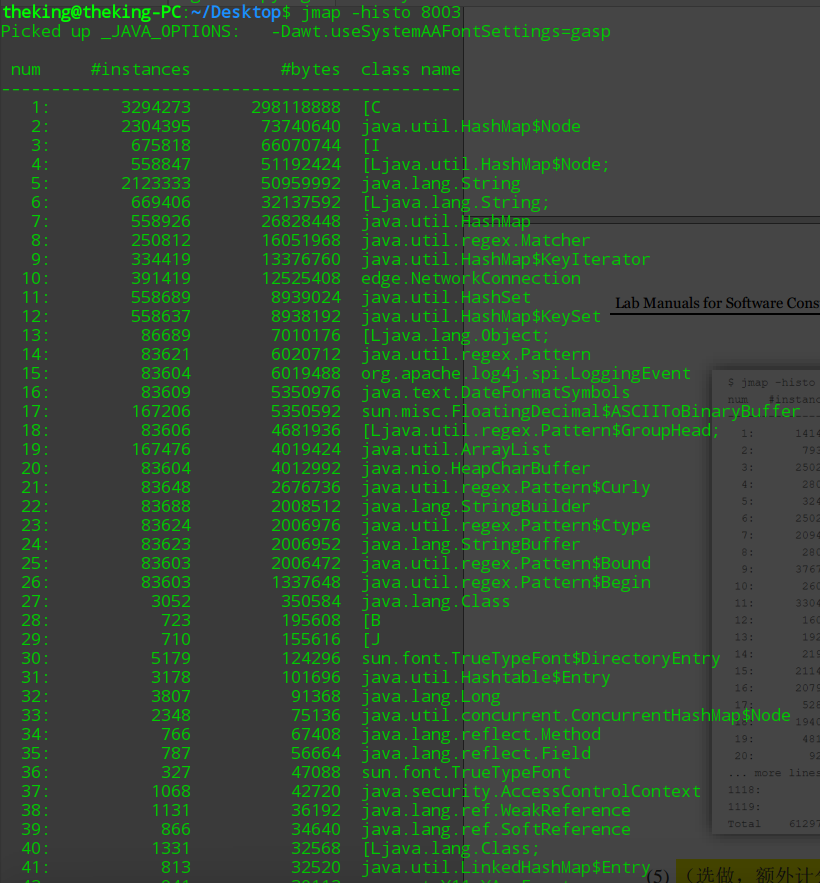 theking@theking-PC:~/Desktop$ jmap -histo 8003
Picked up _JAVA_OPTIONS:   -Dawt.useSystemAAFontSettings=gasp
num     #instances         #bytes  class name
----------------------------------------------
1:       3294273      298118888  [C
2:       2304395       73740640  java.util.HashMap$Node
3:        675818       66070744  [I
4:        558847       51192424  [Ljava.util.HashMap$Node;
5:       2123333       50959992  java.lang.String
6:        669406       32137592  [Ljava.lang.String;
7:        558926       26828448  java.util.HashMap
8:        250812       16051968  java.util.regex.Matcher
9:        334419       13376760  java.util.HashMap$KeyIterator
10:        391419       12525408  edge.NetworkConnection
11:        558689        8939024  java.util.HashSet
12:        558637        8938192  java.util.HashMap$KeySet
13:         86689        7010176  [Ljava.lang.Object;
14:         83621        6020712  java.util.regex.Pattern
15:         83604        6019488  org.apache.log4j.spi.LoggingEvent
16:         83609        5350976  java.text.DateFormatSymbols
17:        167206        5350592  sun.misc.FloatingDecimal$ASCIIToBinaryBuffer
18:         83606        4681936  [Ljava.util.regex.Pattern$GroupHead;
19:        167476        4019424  java.util.ArrayList
20:         83604        4012992  java.nio.HeapCharBuffer
21:         83648        2676736  java.util.regex.Pattern$Curly
22:         83688        2008512  java.lang.StringBuilder
23:         83624        2006976  java.util.regex.Pattern$Ctype
24:         83623        2006952  java.lang.StringBuffer
25:         83603        2006472  java.util.regex.Pattern$Bound
26:         83603        1337648  java.util.regex.Pattern$Begin
27:          3052         350584  java.lang.Class
28:           723         195608  [B
29:           710         155616  [J
30:          5179         124296  sun.font.TrueTypeFont$DirectoryEntry
31:          3178         101696  java.util.Hashtable$Entry
32:          3807          91368  java.lang.Long
33:          2348          75136  java.util.concurrent.ConcurrentHashMap$Node
34:           766          67408  java.lang.reflect.Method
35:           787          56664  java.lang.reflect.Field
36:           327          47088  sun.font.TrueTypeFont
37:          1068          42720  java.security.AccessControlContext
38:          1131          36192  java.lang.ref.WeakReference
39:           866          34640  java.lang.ref.SoftReference
40:          1331          32568  [Ljava.lang.Class;
41:           813          32520  java.util.LinkedHashMap$Entry
Lab Manuals for Software Cons
$ jmap -histo
num   #instanc
1:      1414
2:       793
3:      2502
4:       280
5:       324
6:      2502
7:      2094
8:       280
9:      3767
10:       260
11:      3304
12:       160
13:       192
14:       219
15:      2114
16:      2079
17:       528
1940
19:       482
20:        92
... more lines
1118:
1119:
Total    61297
(5) (选做，额外计